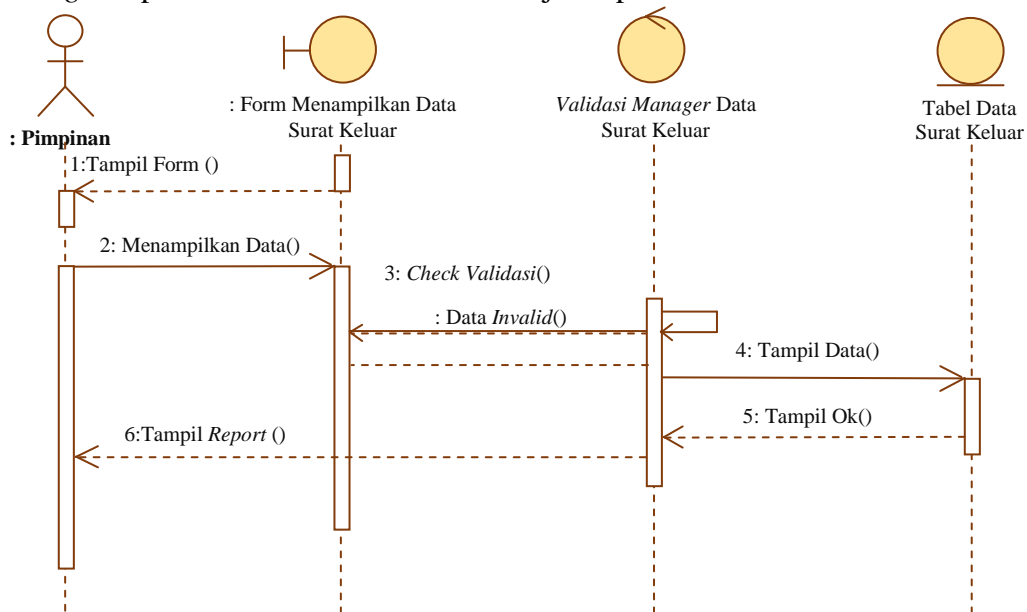 : Form Menampilkan Data
Surat Keluar
Validasi Manager Data
Surat Keluar
Tabel Data
Surat Keluar
: Pimpinan
1:Tampil Form ()
2: Menampilkan Data()
3: Check Validasi()
: Data Invalid()
4: Tampil Data()
5: Tampil Ok()
6:Tampil Report ()